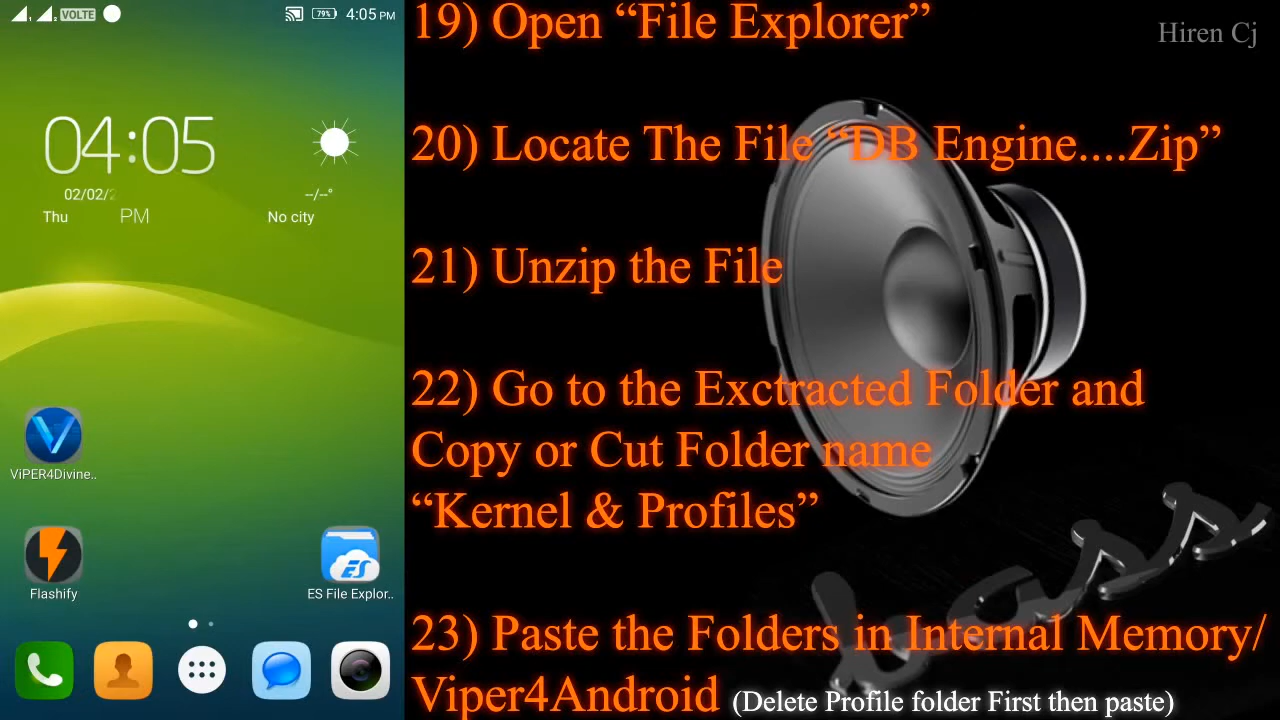 VOLTE 79% 4:05 PM
04:05
02/02/2
Thu PM
--/--°
No city
ViPER4Divine..
Flashify
ES File Explor..
19) Open “File Explorer”
Hiren Cj
20) Locate The File “DB Engine....Zip”
21) Unzip the File
22) Go to the Exctracted Folder and
Copy or Cut Folder name
“Kernel & Profiles”
23) Paste the Folders in Internal Memory/
Viper4Android (Delete Profile folder First then paste)
bass